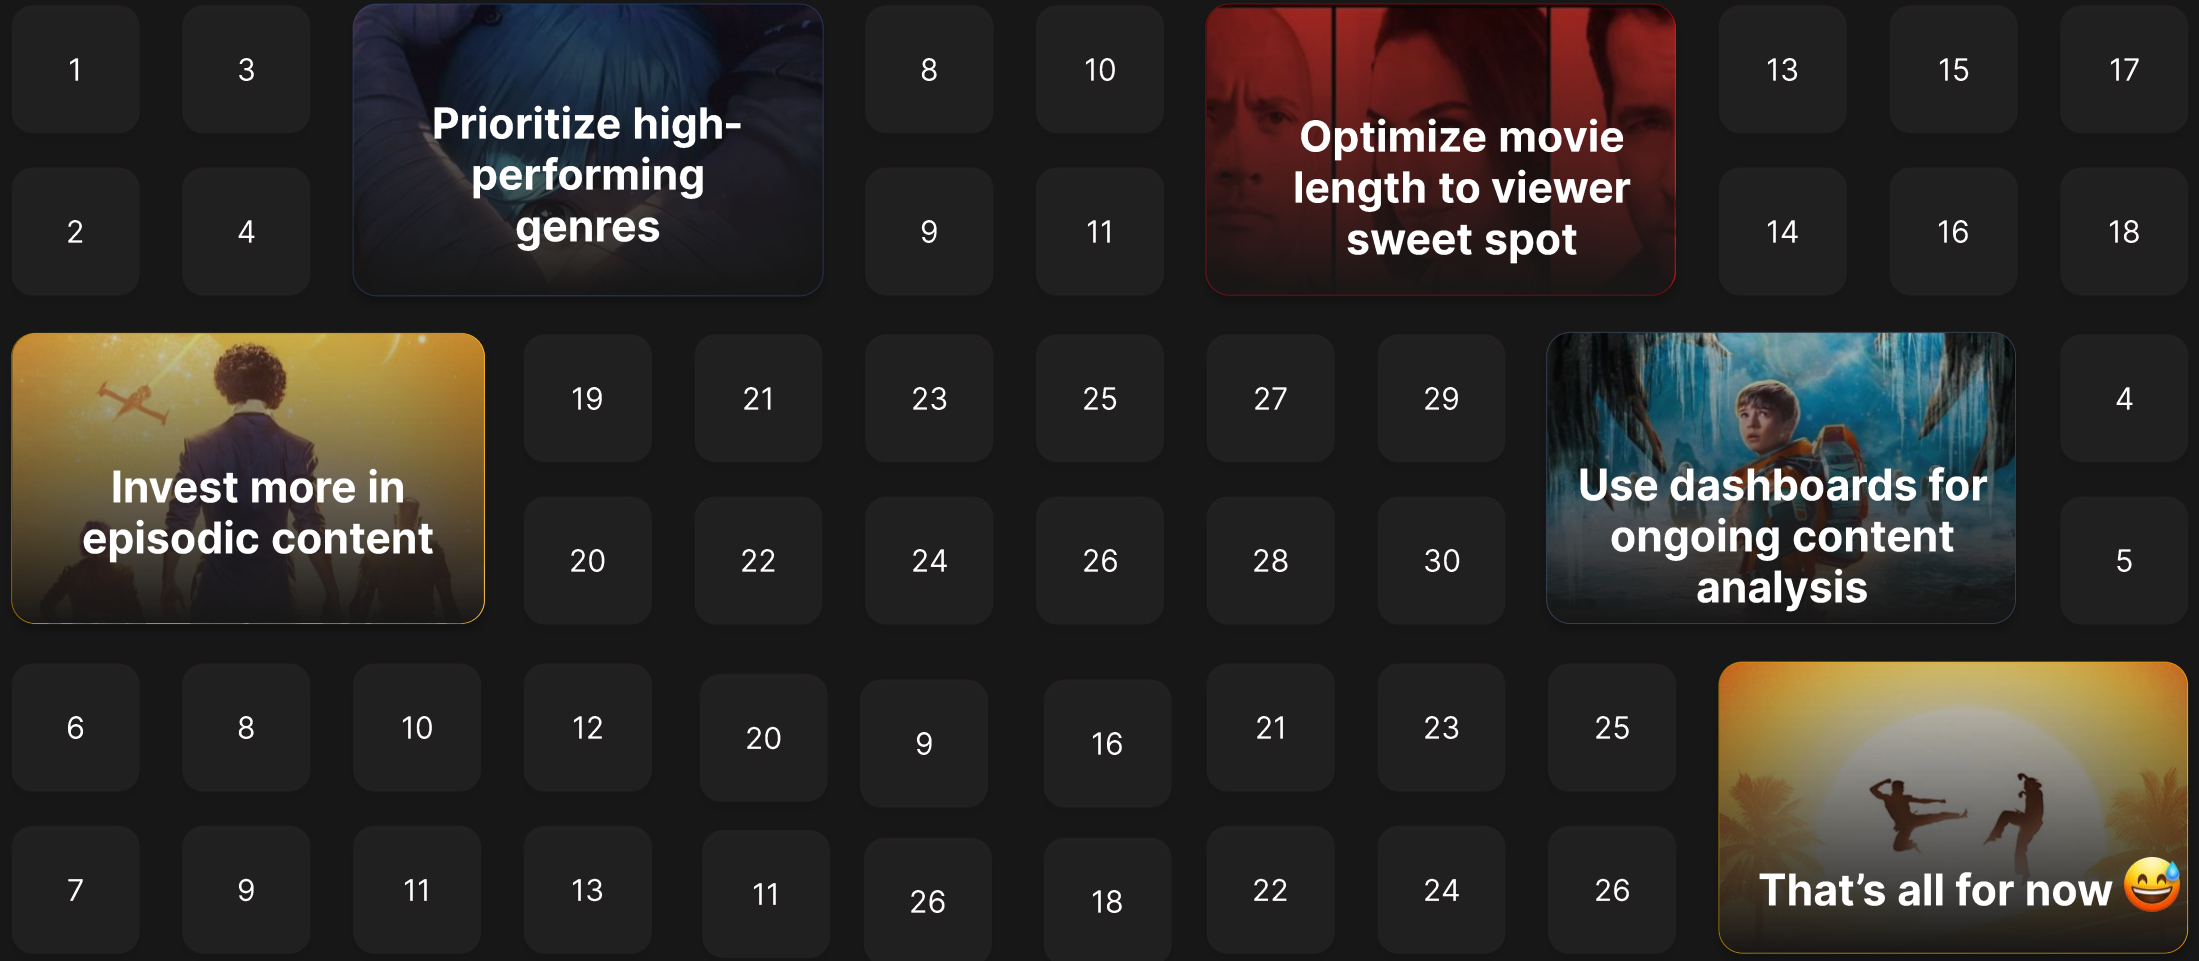 1 3 8 10 13 15 17
Prioritize high-
performing
genres
Optimize movie
length to viewer
sweet spot
2 4 9 11 14 16 18
Invest more in
episodic content
19 21 23 25 27 29 4
Use dashboards for
ongoing content
analysis
20 22 24 26 28 30 5
6 8 10 12 20 9 16 21 23 25
7 9 11 13 11 26 18 22 24 26
That’s all for now 😅